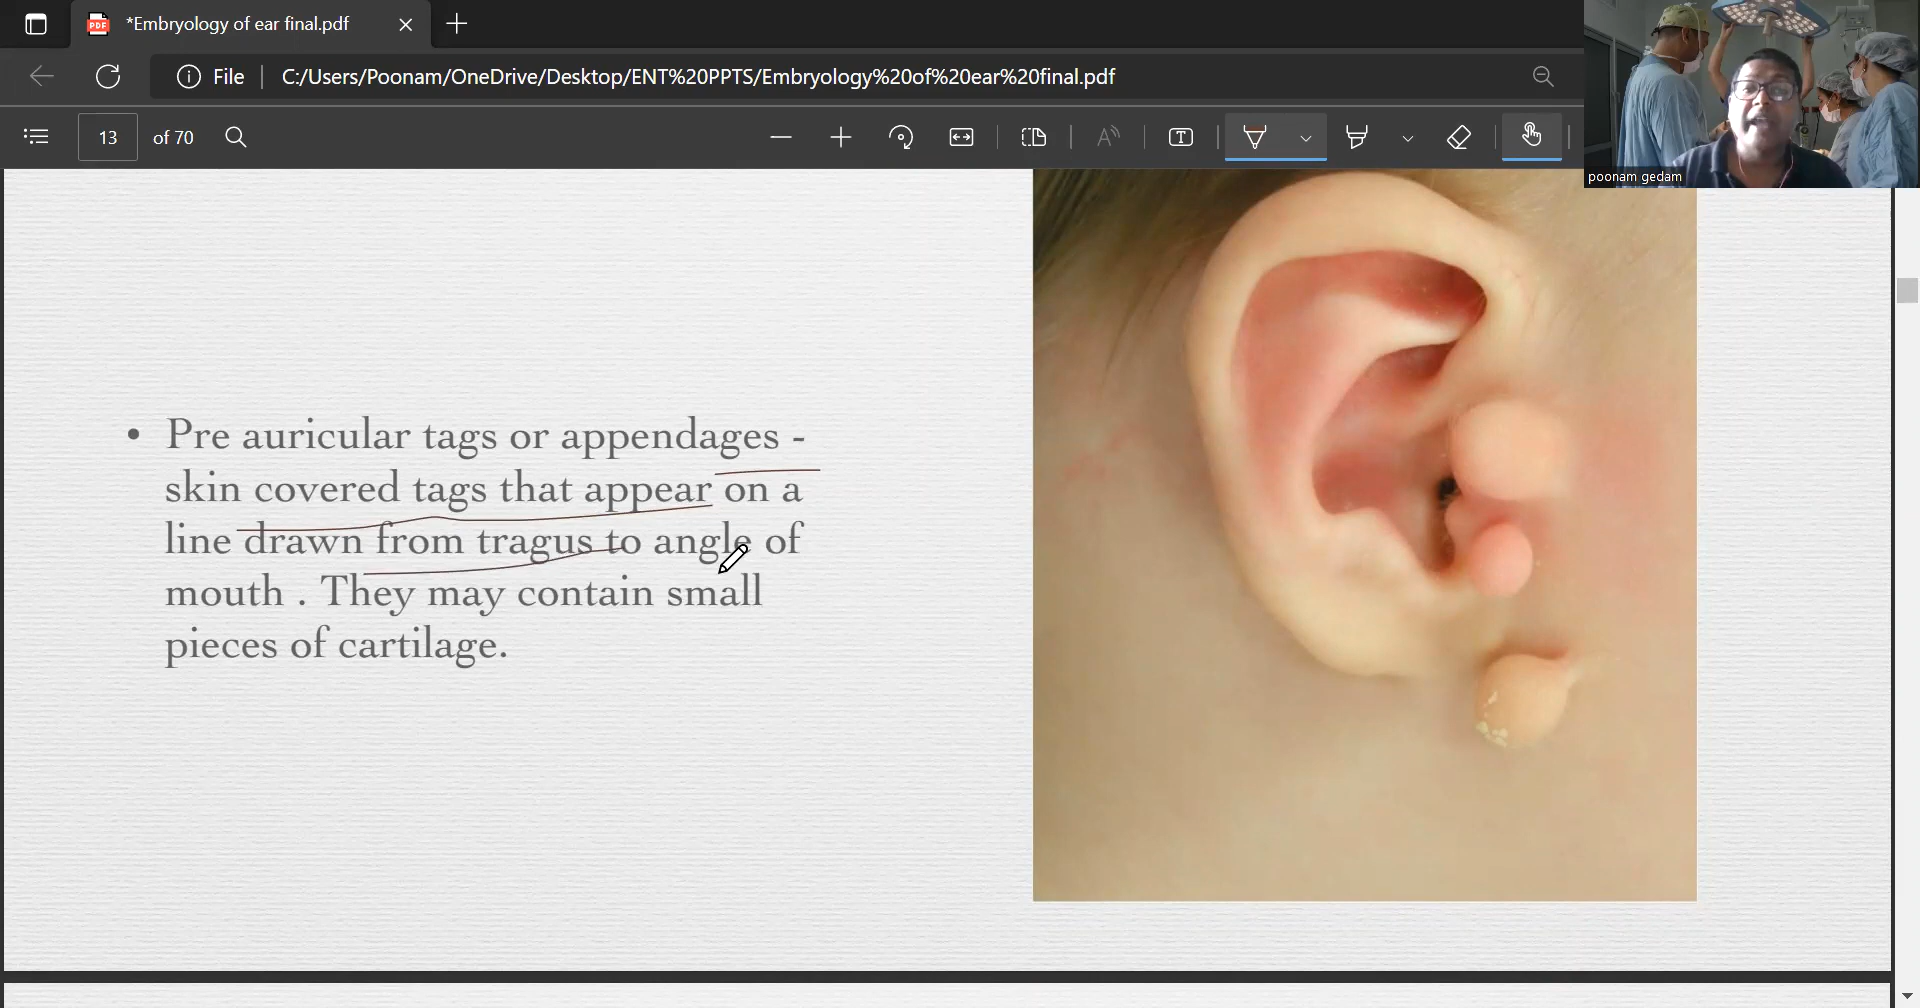 *Embryology of ear final.pdf
File
C:/Users/Poonam/OneDrive/Desktop/ENT%20PPTS/Embryology%20of%20ear%20final.pdf
13 of 70
poonam gedam
• Pre auricular tags or appendages -
skin covered tags that appear on a
line drawn from tragus to angle of
mouth . They may contain small
pieces of cartilage.